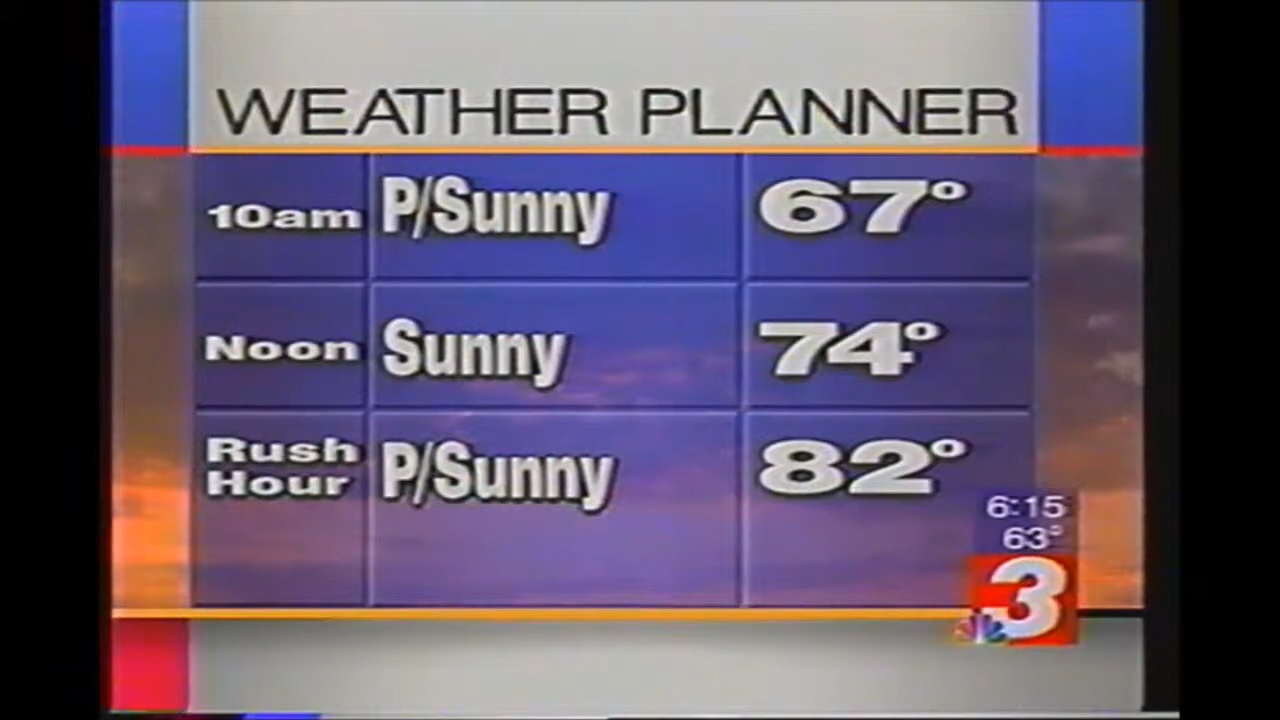 WEATHER PLANNER
10am P/Sunny 67°
Noon Sunny 74°
Rush
Hour P/Sunny 82°
6:15
63°
3